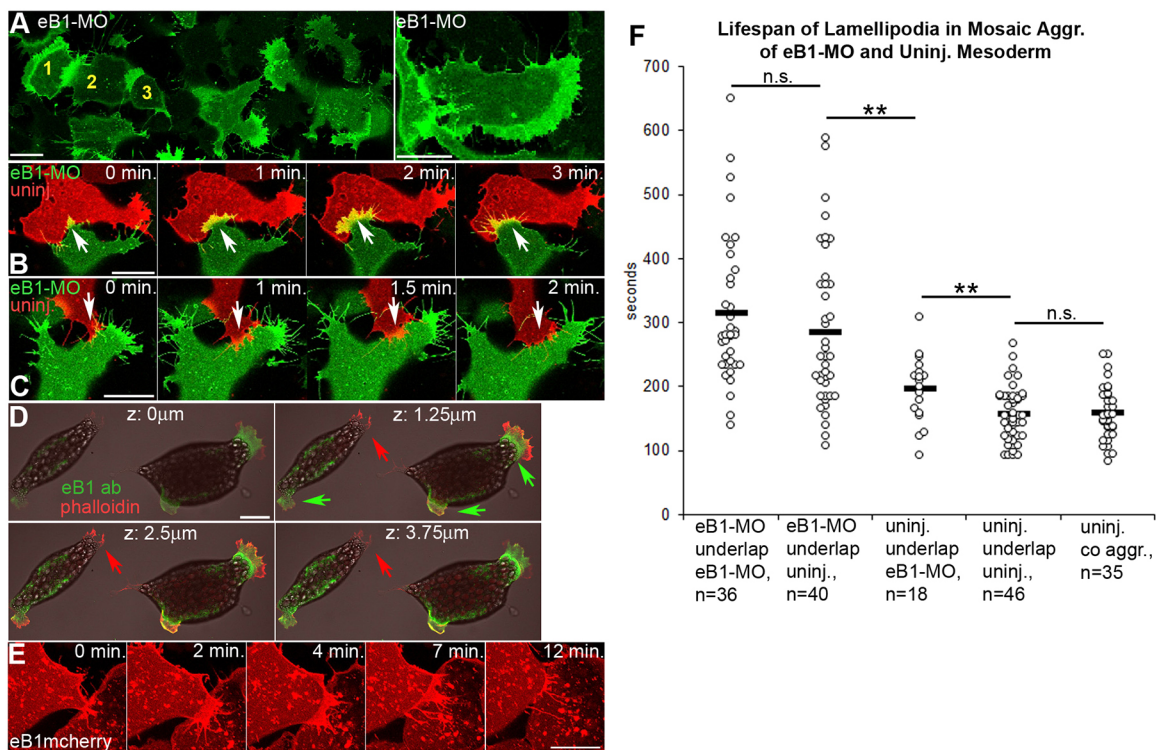 A
eB1-MO
1
2
3
eB1-MO
eB1-MO
uninj.
0 min.
1 min.
2 min.
3 min.
B
eB1-MO
uninj.
0 min.
1 min.
1.5 min.
2 min.
C
D
z: 0μm
z: 1.25μm
eB1 ab
phalloidin
z: 2.5μm
z: 3.75μm
E
0 min.
2 min.
4 min.
7 min.
12 min.
eB1mcherry
F
Lifespan of Lamellipodia in Mosaic Aggr.
of eB1-MO and Uninj. Mesoderm
700
600
500
400
300
200
100
0
seconds
n.s.
**
**
n.s.
eB1-MO
underlap
eB1-MO,
n=36
eB1-MO
underlap
uninj.,
n=40
uninj.
underlap
eB1-MO,
n=18
uninj.
underlap
uninj.,
n=46
uninj.
co aggr.,
n=35